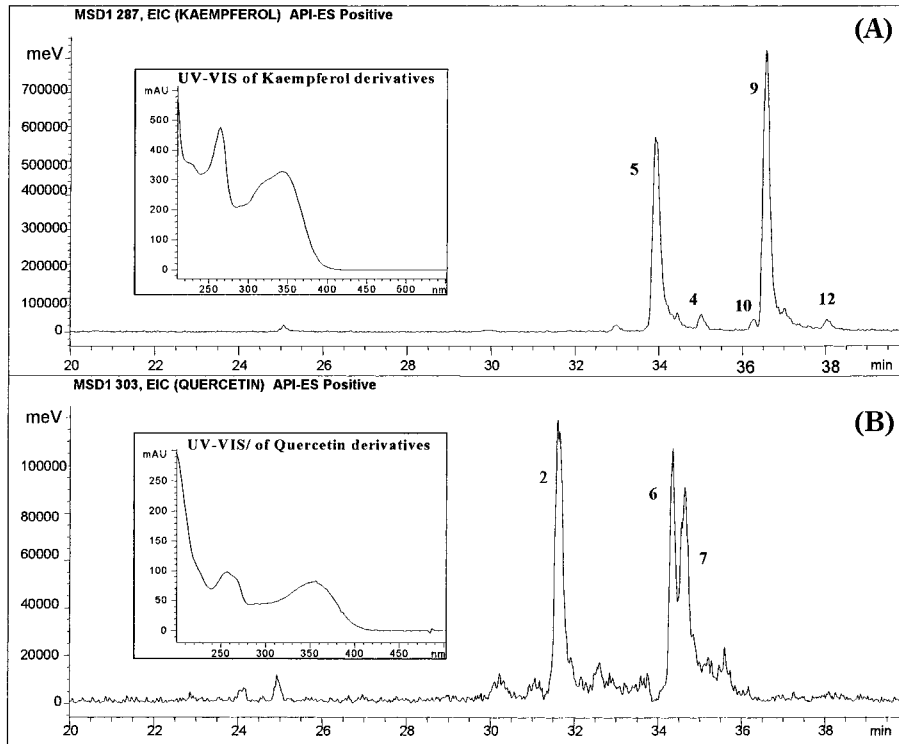 MSD1 287, EIC (KAEMPFEROL) API-ES Positive
(A)
meV
700000
600000
500000
400000
300000
200000
100000
0
UV-VIS of Kaempferol derivatives
mAU
500
400
300
200
100
0
250 300 350 400 450 500 nm
5
4
10
9
12
20 22 24 26 28 30 32 34 36 38 min
MSD1 303, EIC (QUERCETIN) API-ES Positive
(B)
meV
100000
80000
60000
40000
20000
0
UV-VIS/ of Quercetin derivatives
mAU
250
200
150
100
50
0
250 300 350 400 450 nm
2
6
7
20 22 24 26 28 30 32 34 36 38 min